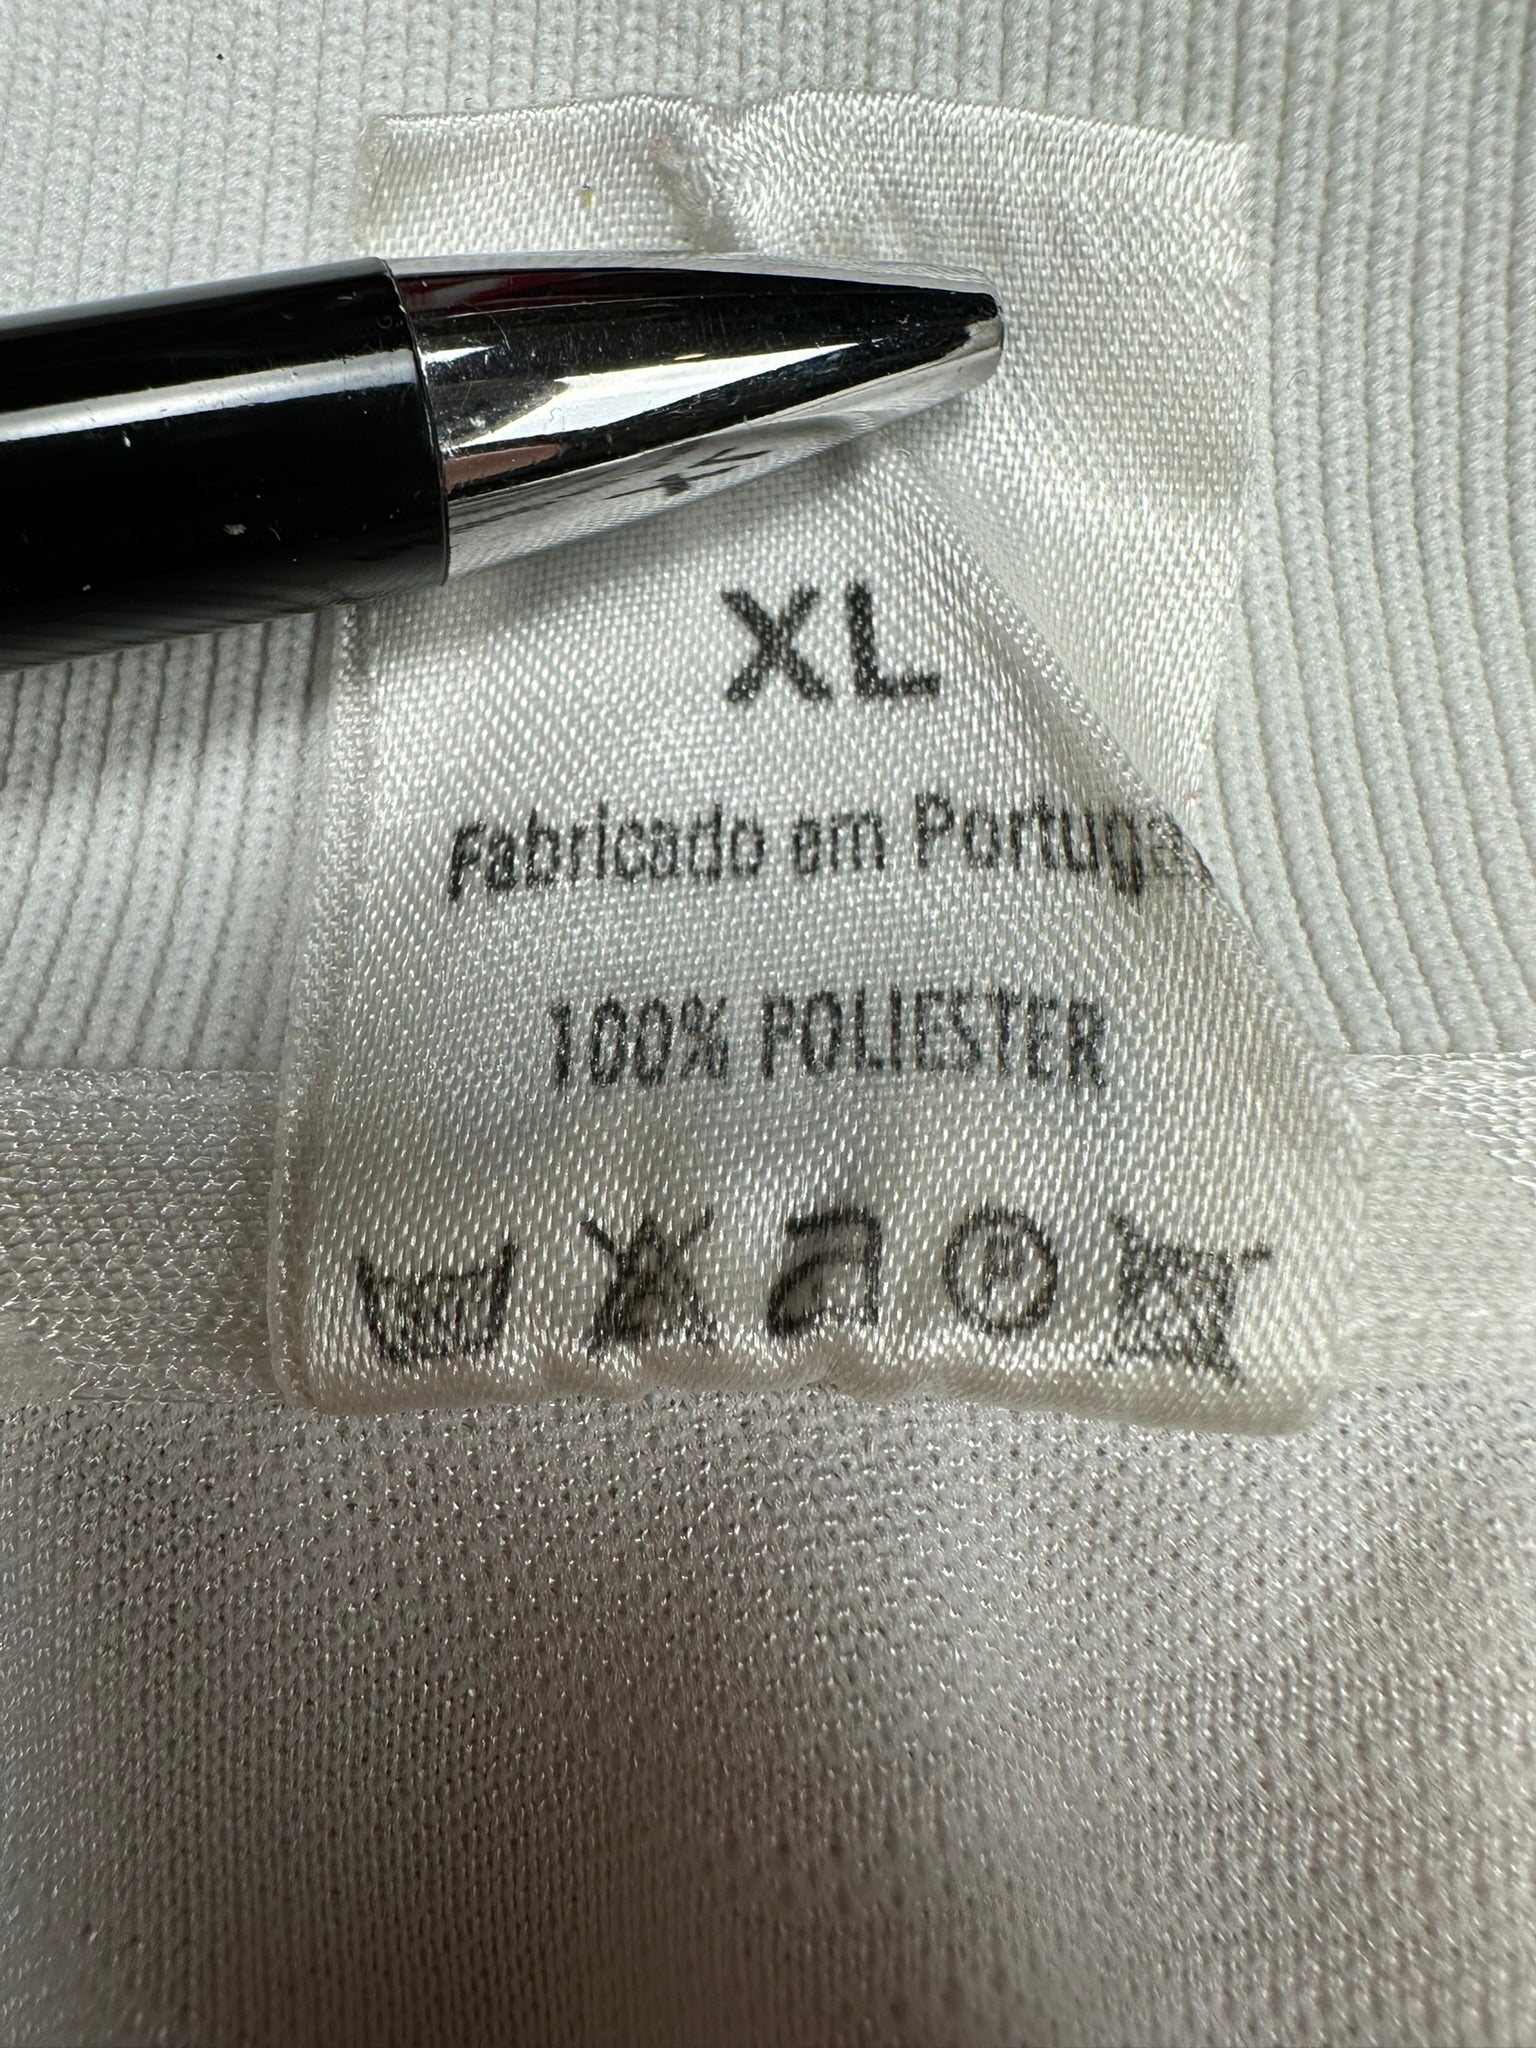 XL
Fabricado em Portugal
100% POLIESTER
P